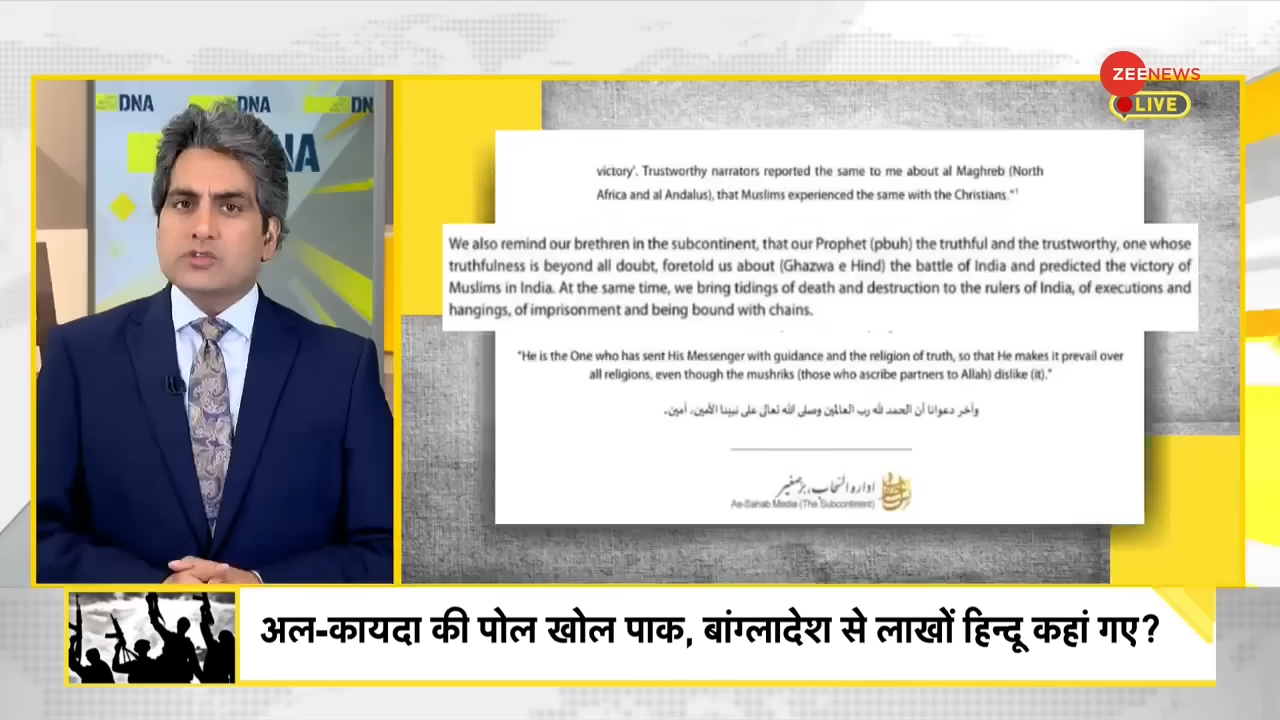 ZEENEWS
LIVE
DNA
DNA
DN
NA
victory'. Trustworthy narrators reported the same to me about al Maghreb (North
Africa and al Andalus), that Muslims experienced the same with the Christians."¹
We also remind our brethren in the subcontinent, that our Prophet (pbuh) the truthful and the trustworthy, one whose
truthfulness is beyond all doubt, foretold us about (Ghazwa e Hind) the battle of India and predicted the victory of
Muslims in India. At the same time, we bring tidings of death and destruction to the rulers of India, of executions and
hangings, of imprisonment and being bound with chains.
"He is the One who has sent His Messenger with guidance and the religion of truth, so that He makes it prevail over
all religions, even though the mushriks (those who ascribe partners to Allah) dislike (it)."
وآخر دعوانا أن الحمد لله رب العالمين وصلى الله تعالى على نبينا الأمين، آمين.
ادارہ السحاب، برصغیر
As-Sahab Media (The Subcontinent)
अल-कायदा की पोल खोल पाक, बांग्लादेश से लाखों हिन्दू कहां गए?